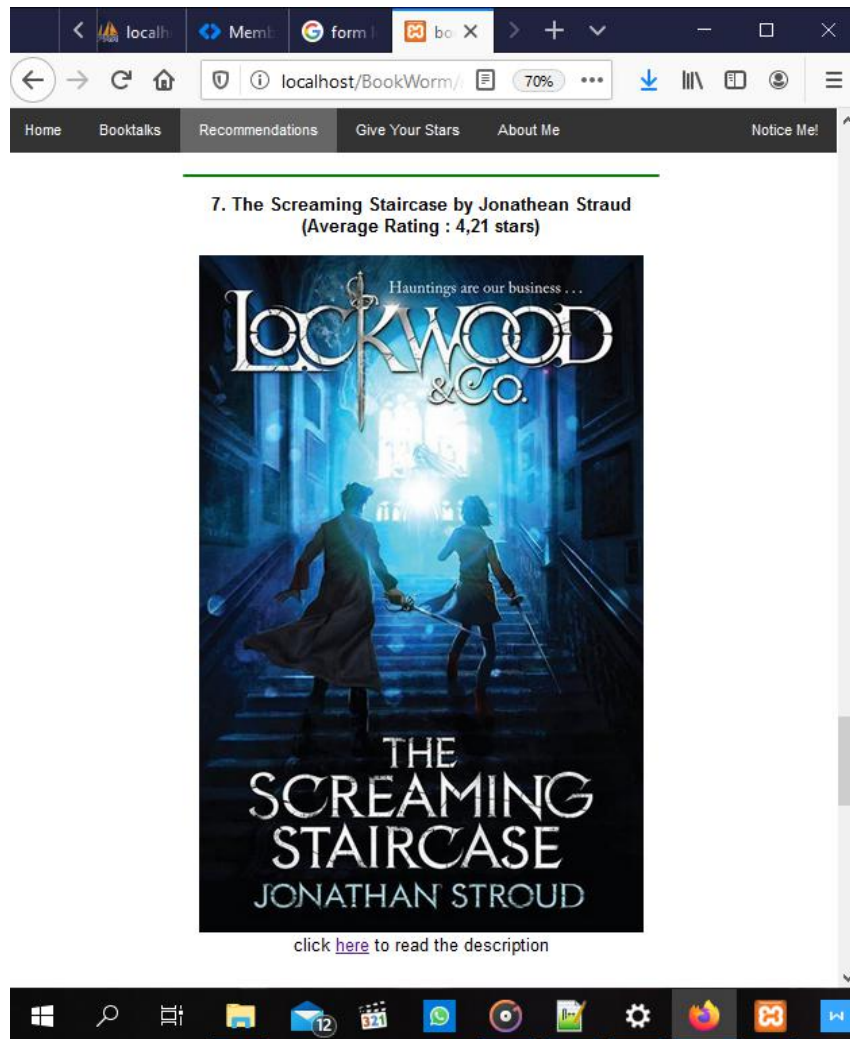 localh
Memb
form l
bo
localhost/BookWorm/
70%
Home Booktalks Recommendations Give Your Stars About Me Notice Me!
7. The Screaming Staircase by Jonathean Straud
(Average Rating : 4,21 stars)
Hauntings are our business . . .
LOCKWOOD
& Co.
THE
SCREAMING
STAIRCASE
JONATHAN STROUD
click here to read the description
12
321